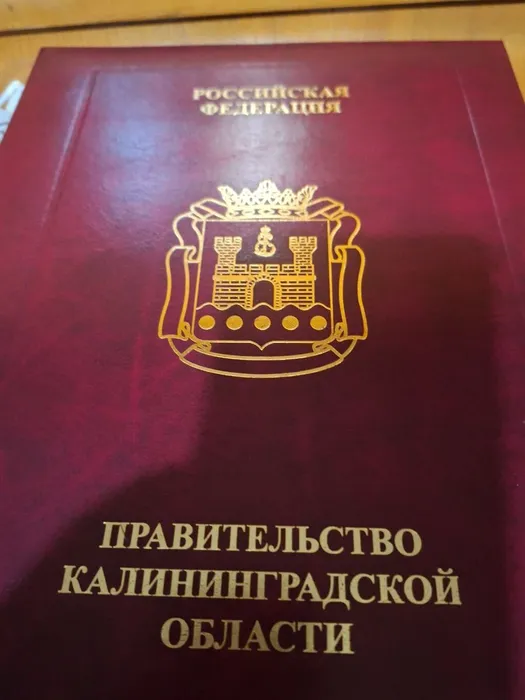 РОССИЙСКАЯ
ФЕДЕРАЦИЯ
ПРАВИТЕЛЬСТВО
КАЛИНИНГРАДСКОЙ
ОБЛАСТИ